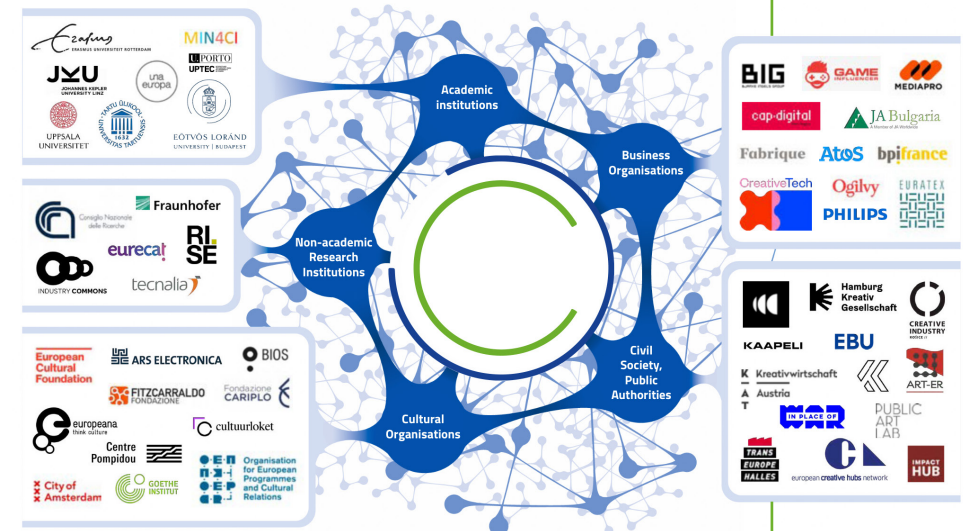 Erasmus
ERASMUS UNIVERSITEIT ROTTERDAM
MIN4CI
U.PORTO
UPTEC
JKU
JOHANNES KEPLER
UNIVERSITY LINZ
una
europa
UPPSALA
UNIVERSITET
TARTU ÜLIKOOL
UNIVERSITAS TARTUENSIS
1632
EÖTVÖS LORÁND
UNIVERSITY | BUDAPEST
Academic
institutions
Consiglio Nazionale
delle Ricerche
Fraunhofer
eurecat
RI.
SE
INDUSTRY COMMONS
tecnalia
Non-academic
Research
Institutions
European
Cultural
Foundation
ARS ELECTRONICA
BIOS
FITZCARRALDO
FONDAZIONE
Fondazione
CARIPLO
europeana
think culture
cultuurloket
Centre
Pompidou
City of
Amsterdam
GOETHE
INSTITUT
Organisation
for European
Programmes
and Cultural
Relations
Cultural
Organisations
Business
Organisations
BIG
GAME
INFLUENCER
MEDIAPRO
cap-digital
JA Bulgaria
A Member of JA Worldwide
Fabrique
Atos
bpifrance
CreativeTech
Ogilvy
PHILIPS
EURATEX
Civil
Society,
Public
Authorities
Hamburg
Kreativ
Gesellschaft
CREATIVE
INDUSTRY
KAAPELI
EBU
K Kreativwirtschaft
A Austria
T
ART-ER
IN PLACE OF
WAR
PUBLIC
ART
LAB
TRANS
EUROPE
HALLES
european creative hubs network
IMPACT
HUB